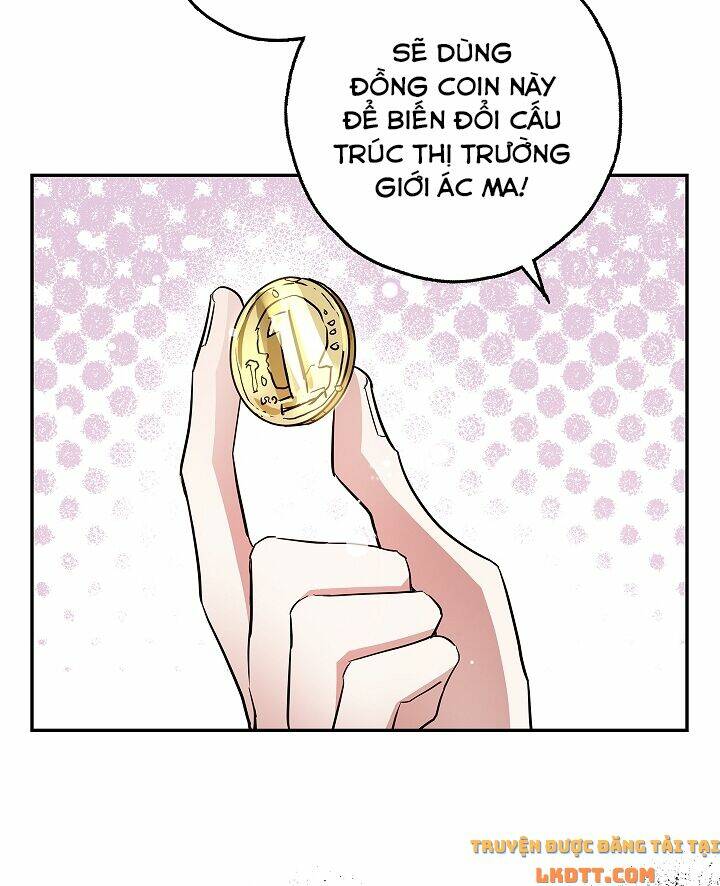 SẼ DÙNG
ĐỒNG COIN NÀY
ĐỂ BIẾN ĐỔI CẤU
TRÚC THỊ TRƯỜNG
GIỚI ÁC MA!
1
TRUYỆN ĐƯỢC ĐĂNG TẢI TẠI
LKDTT.COM